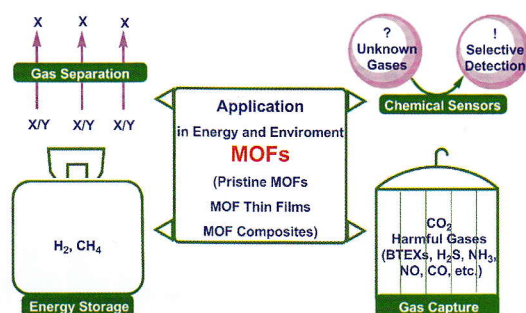 X X X
Gas Separation
X/Y X/Y X/Y
?
Unknown
Gases
!
Selective
Detection
Chemical Sensors
Application
in Energy and Enviroment
MOFs
(Pristine MOFs
MOF Thin Films
MOF Composites)
H₂, CH₄
Energy Storage
CO₂
Harmful Gases
(BTEXs, H₂S, NH₃,
NO, CO, etc.)
Gas Capture